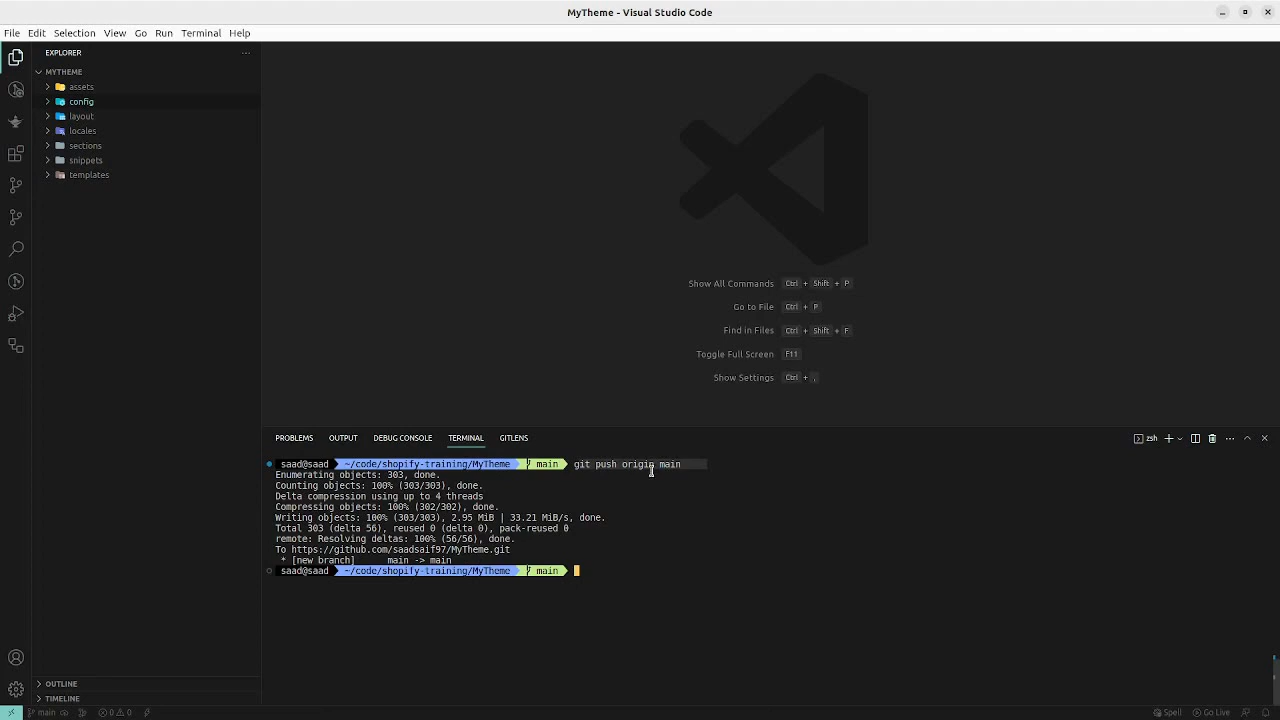 MyTheme - Visual Studio Code
File Edit Selection View Go Run Terminal Help
EXPLORER
MYTHEME
assets
config
layout
locales
sections
snippets
templates
OUTLINE
TIMELINE
Show All Commands Ctrl + Shift + P
Go to File Ctrl + P
Find in Files Ctrl + Shift + F
Toggle Full Screen F11
Show Settings Ctrl + ,
PROBLEMS OUTPUT DEBUG CONSOLE TERMINAL GITLENS
zsh
saad@saad ~/code/shopify-training/MyTheme main git push origin main
Enumerating objects: 303, done.
Counting objects: 100% (303/303), done.
Delta compression using up to 4 threads
Compressing objects: 100% (302/302), done.
Writing objects: 100% (303/303), 2.95 MiB | 33.21 MiB/s, done.
Total 303 (delta 56), reused 0 (delta 0), pack-reused 0
remote: Resolving deltas: 100% (56/56), done.
To https://github.com/saadsaif97/MyTheme.git
* [new branch] main -> main
saad@saad ~/code/shopify-training/MyTheme main
main 0 0 Spell Go Live